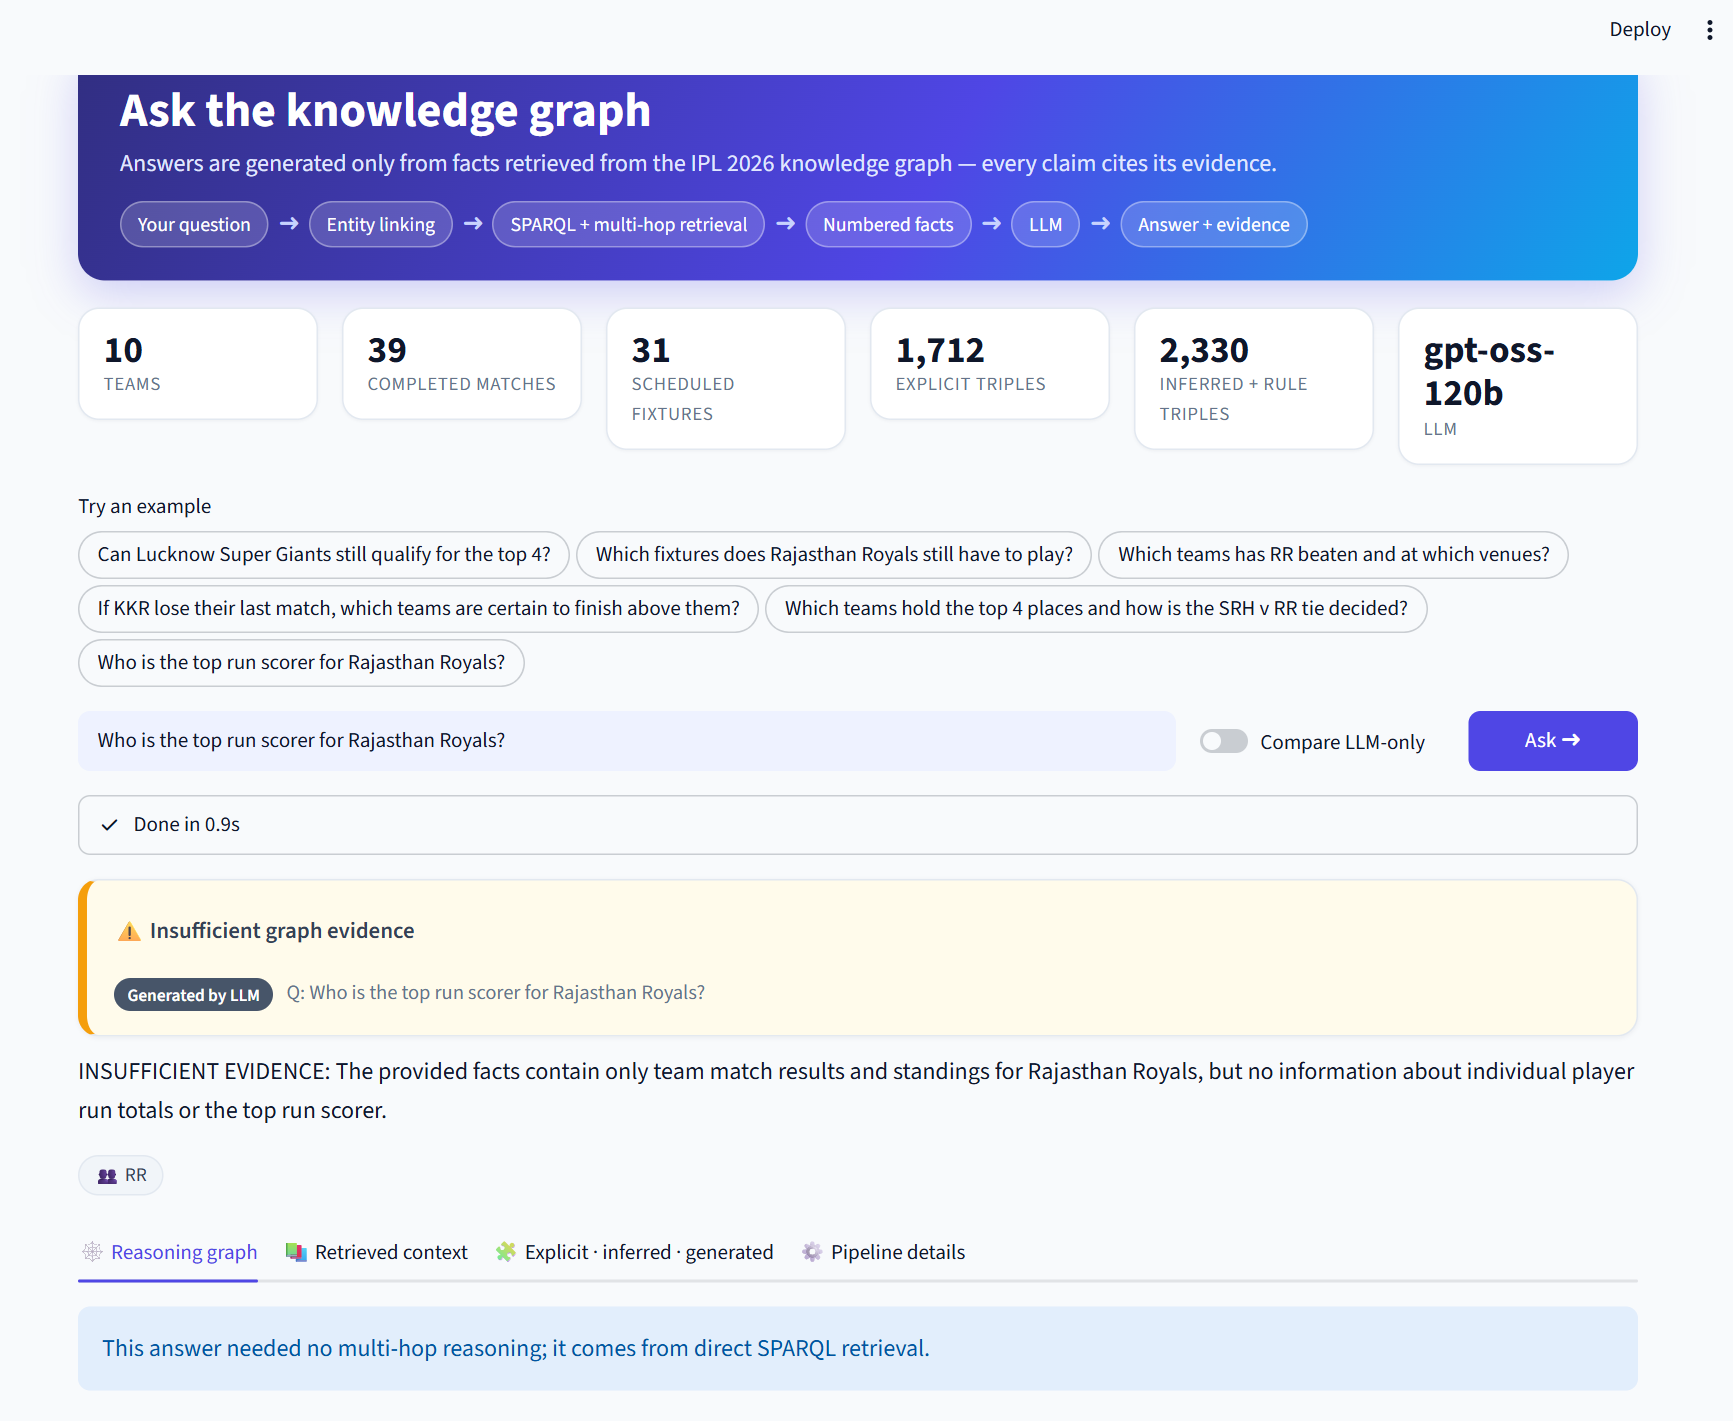 Deploy
Ask the knowledge graph
Answers are generated only from facts retrieved from the IPL 2026 knowledge graph — every claim cites its evidence.
Your question → Entity linking → SPARQL + multi-hop retrieval → Numbered facts → LLM → Answer + evidence
10
TEAMS
39
COMPLETED MATCHES
31
SCHEDULED
FIXTURES
1,712
EXPLICIT TRIPLES
2,330
INFERRED + RULE
TRIPLES
gpt-oss-
120b
LLM
Try an example
Can Lucknow Super Giants still qualify for the top 4?
Which fixtures does Rajasthan Royals still have to play?
Which teams has RR beaten and at which venues?
If KKR lose their last match, which teams are certain to finish above them?
Which teams hold the top 4 places and how is the SRH v RR tie decided?
Who is the top run scorer for Rajasthan Royals?
Who is the top run scorer for Rajasthan Royals?
Compare LLM-only
Ask →
Done in 0.9s
Insufficient graph evidence
Generated by LLM Q: Who is the top run scorer for Rajasthan Royals?
INSUFFICIENT EVIDENCE: The provided facts contain only team match results and standings for Rajasthan Royals, but no information about individual player
run totals or the top run scorer.
RR
Reasoning graph
Retrieved context
Explicit · inferred · generated
Pipeline details
This answer needed no multi-hop reasoning; it comes from direct SPARQL retrieval.